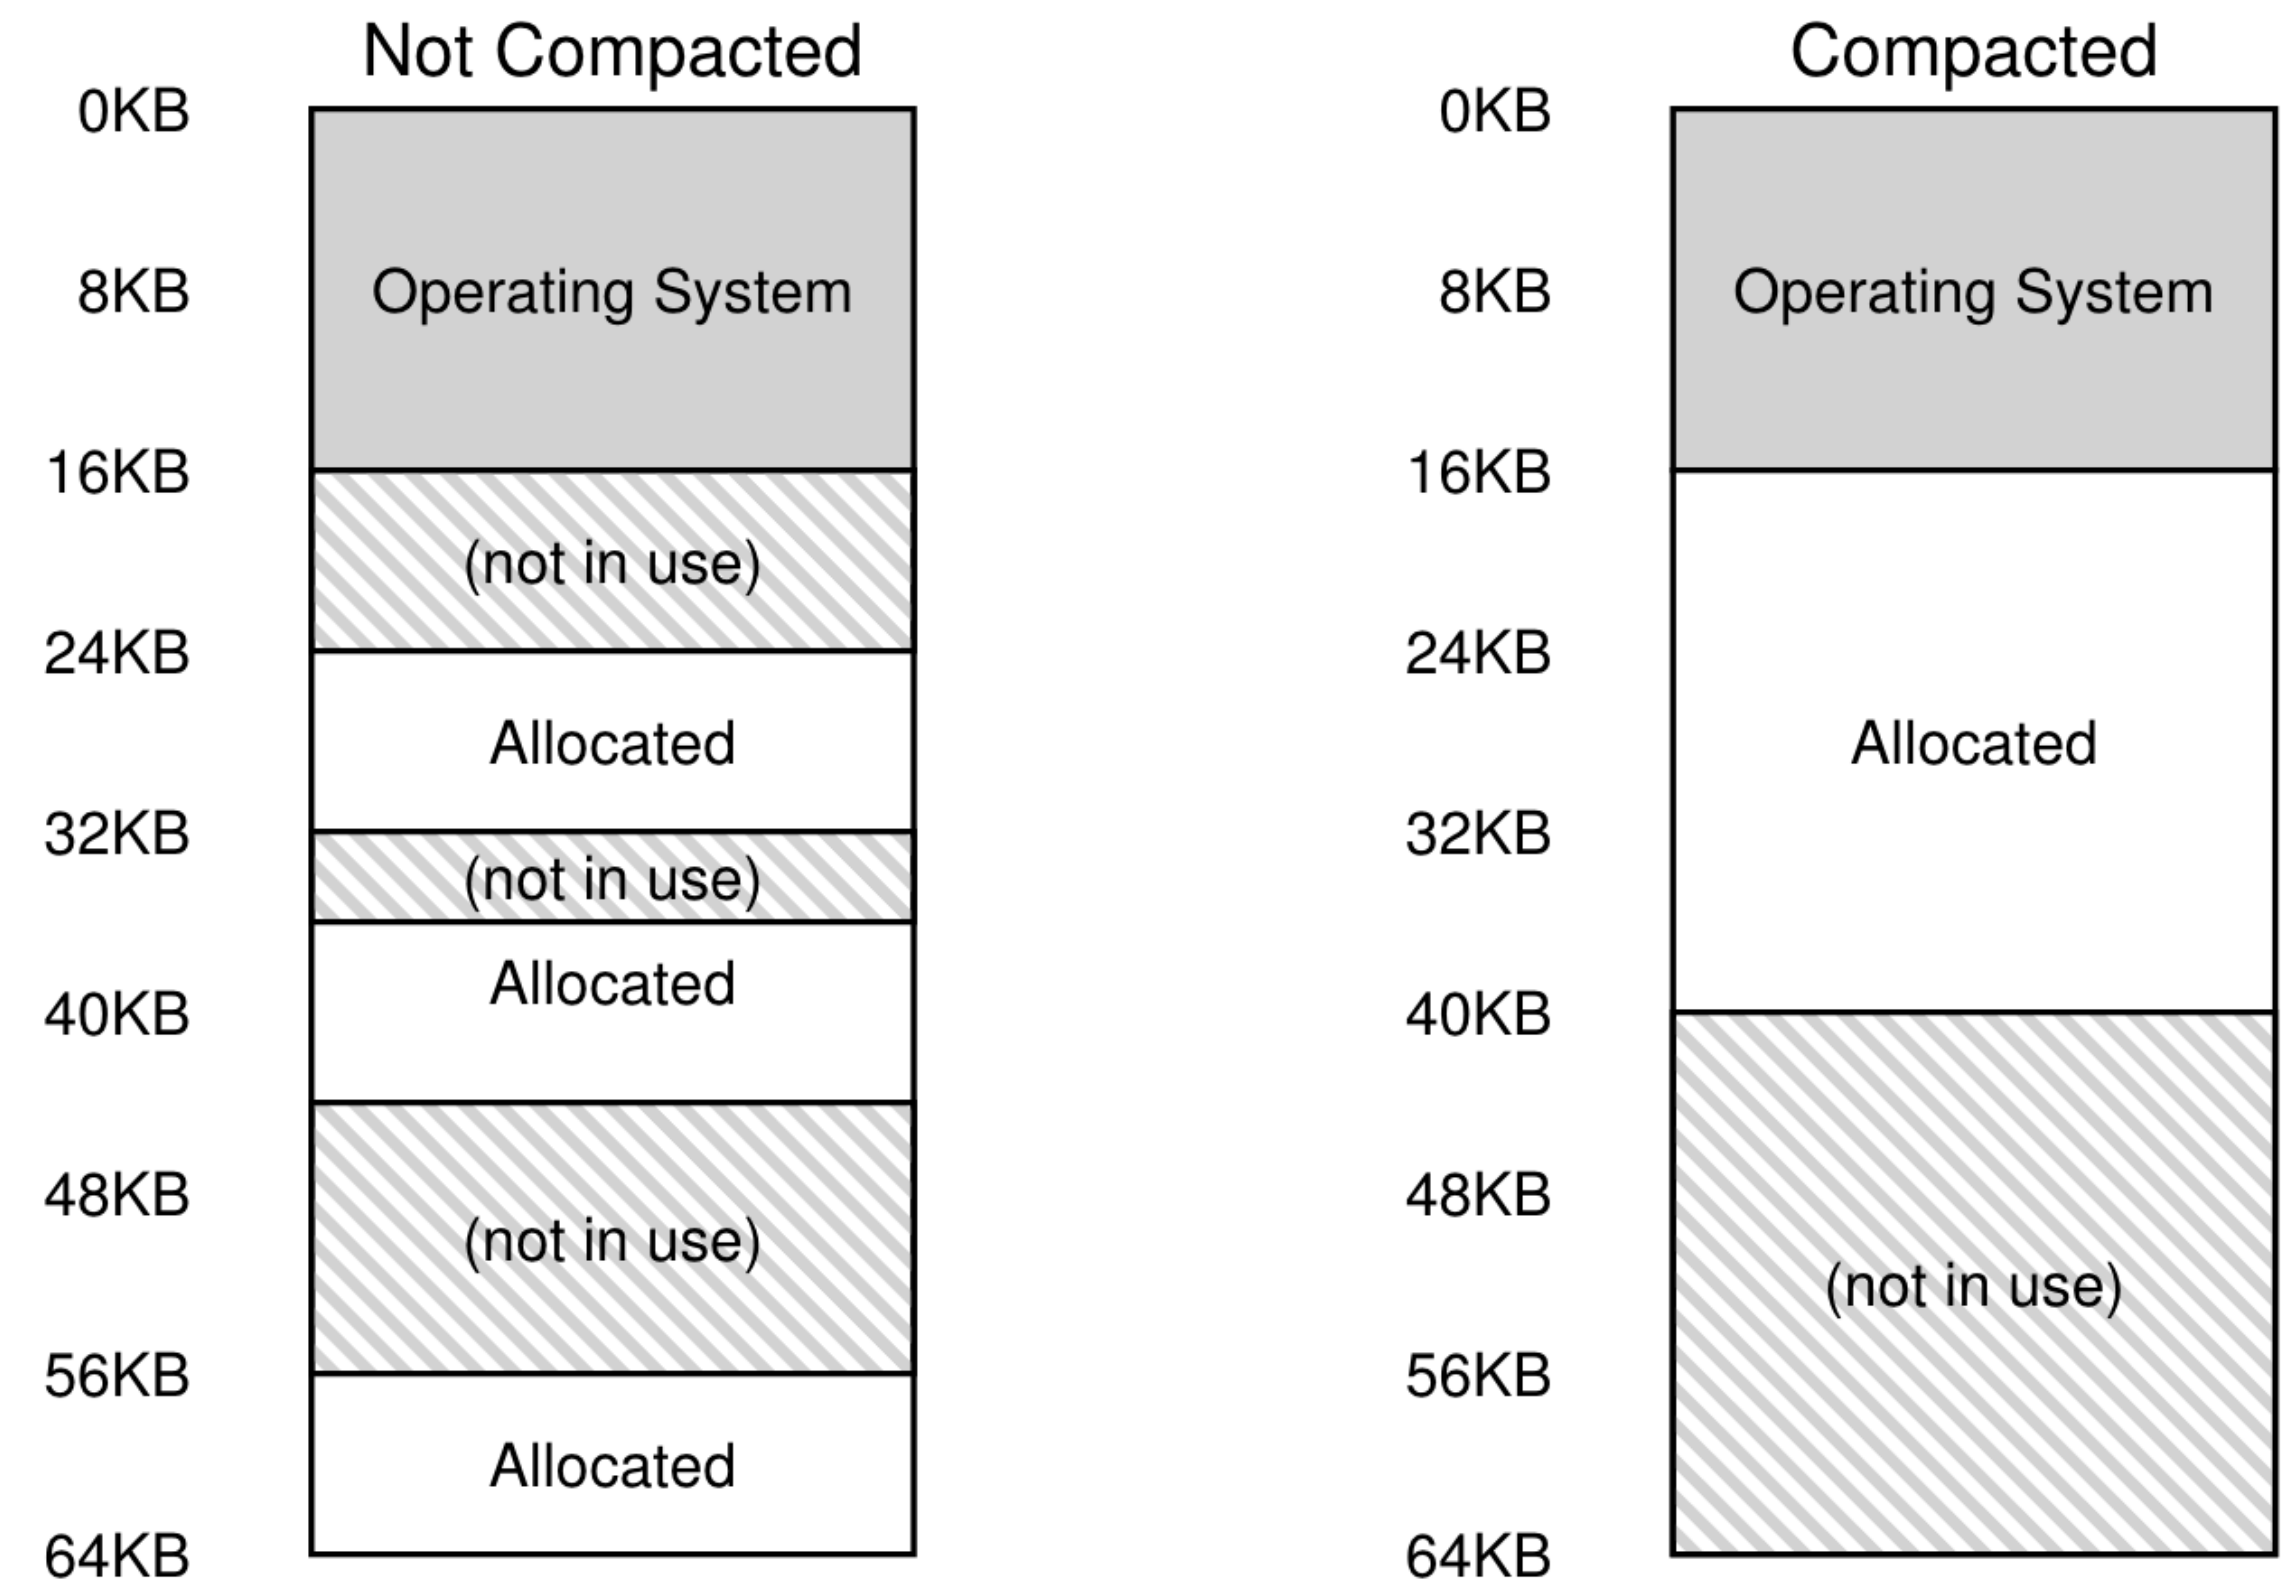 Not Compacted
0KB
8KB
Operating System
16KB
(not in use)
24KB
Allocated
32KB
(not in use)
Allocated
40KB
48KB
(not in use)
56KB
Allocated
64KB
Compacted
0KB
8KB
Operating System
16KB
24KB
Allocated
32KB
40KB
48KB
(not in use)
56KB
64KB